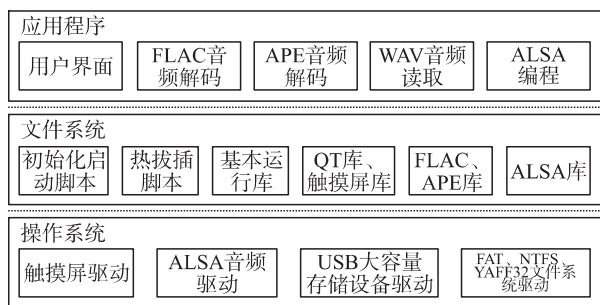 应用程序
用户界面
FLAC音
频解码
APE音频
解码
WAV音频
读取
ALSA
编程
文件系统
初始化启
动脚本
热拔插
脚本
基本运
行库
QT库、
触摸屏库
FLAC、
APE库
ALSA库
操作系统
触摸屏驱动
ALSA音频
驱动
USB大容量
存储设备驱动
FAT、NTFS、
YAFF32文件系
统驱动